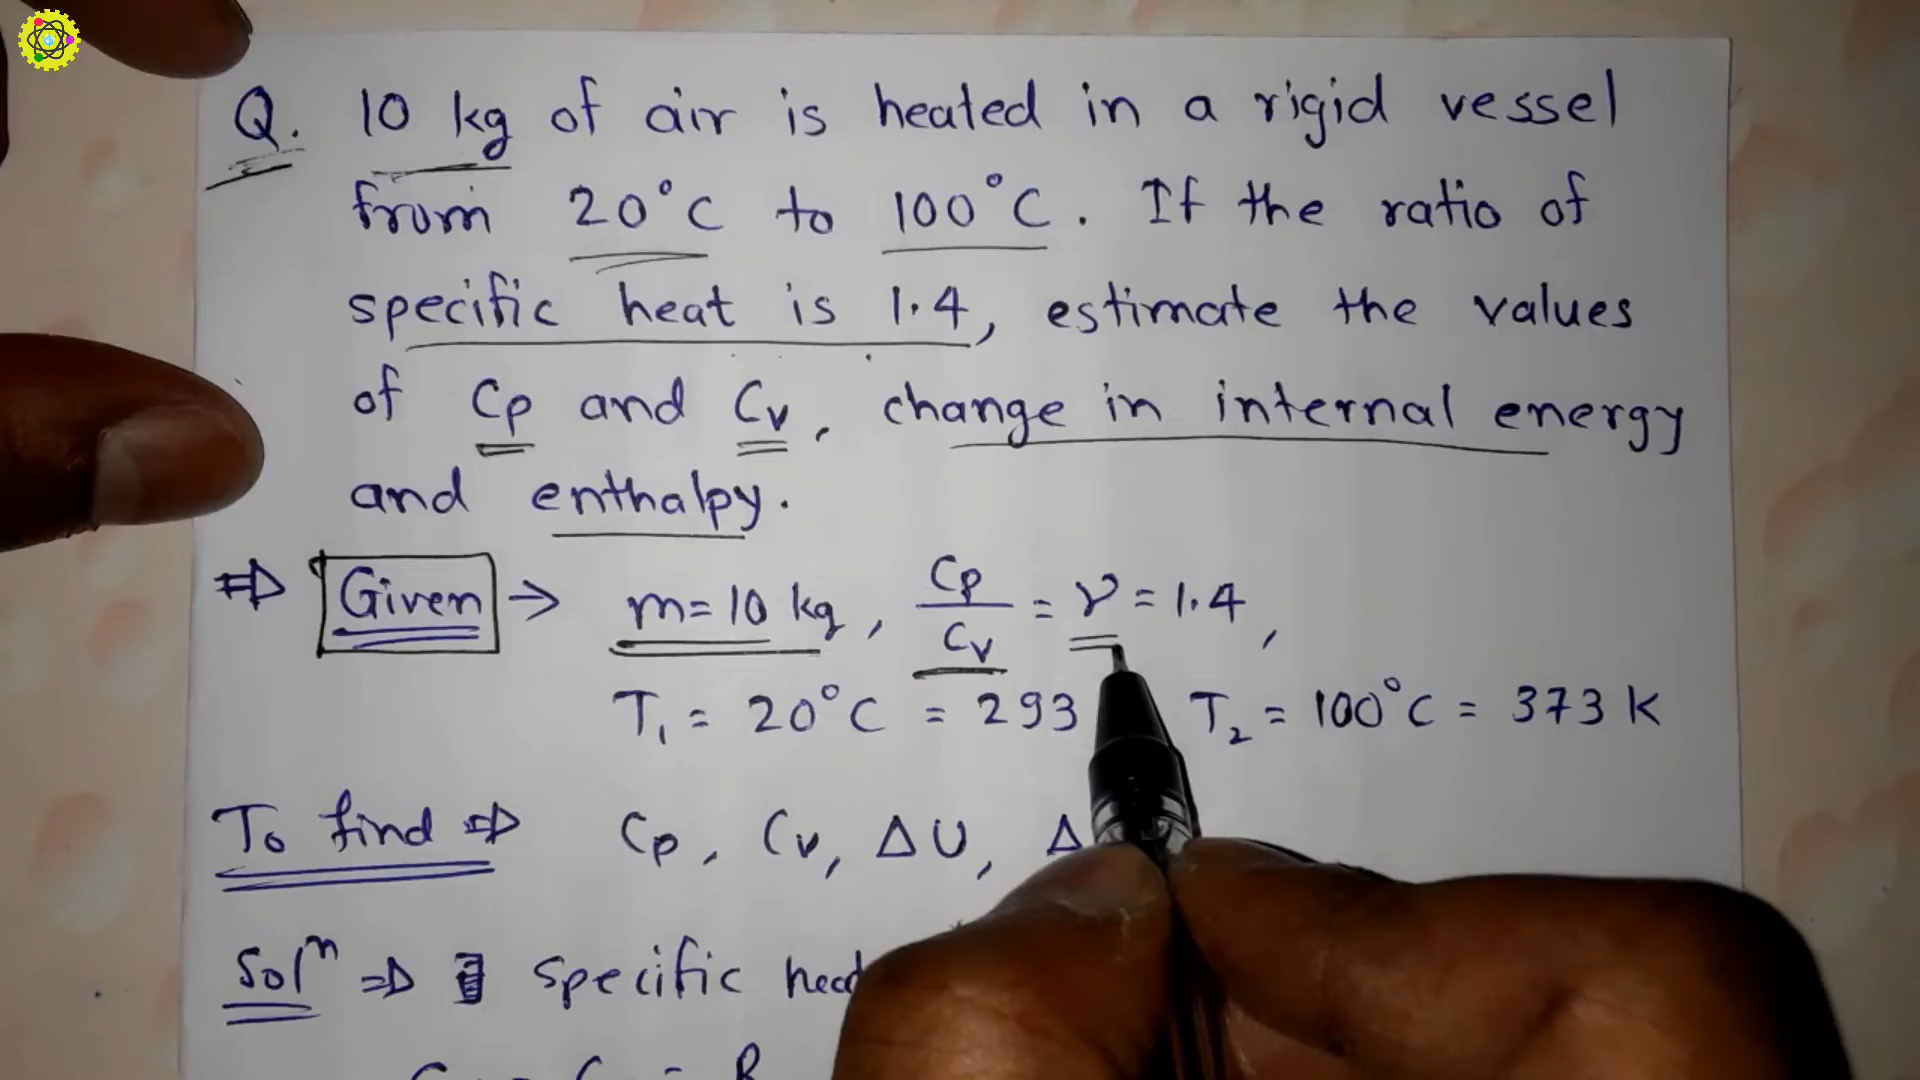 Q. 10 kg of air is heated in a rigid vessel
from 20°C to 100°C. If the ratio of
specific heat is 1.4, estimate the values
of Cp and Cv, change in internal energy
and enthalpy.
⇒ Given → m = 10 kg, Cp/Cv = γ = 1.4,
T₁ = 20°C = 293 T₂ = 100°C = 373 K
To find ⇒ Cp, Cv, ΔU, Δ
Solⁿ ⇒ specific
= R